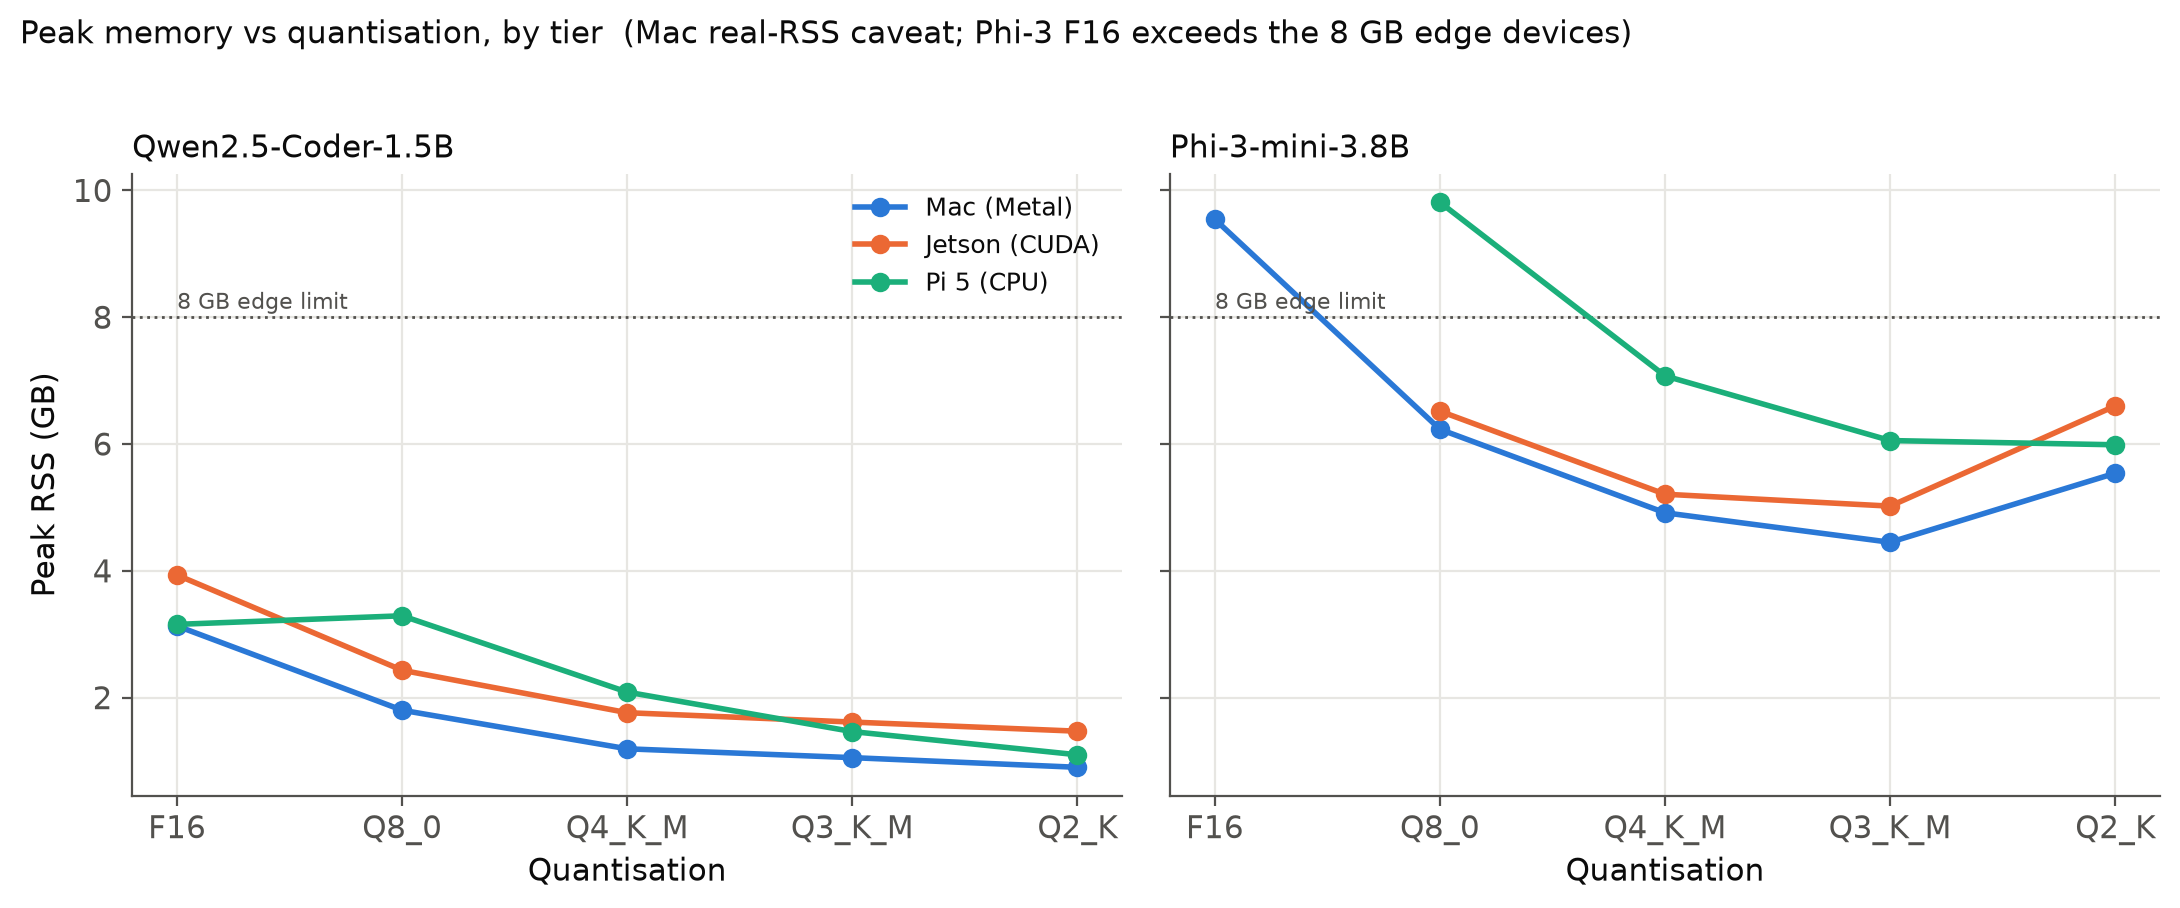 Peak memory vs quantisation, by tier  (Mac real-RSS caveat; Phi-3 F16 exceeds the 8 GB edge devices)
Qwen2.5-Coder-1.5B
Peak RSS (GB)
10
8
6
4
2
8 GB edge limit
Mac (Metal)
Jetson (CUDA)
Pi 5 (CPU)
F16 Q8_0 Q4_K_M Q3_K_M Q2_K
Quantisation
Phi-3-mini-3.8B
8 GB edge limit
F16 Q8_0 Q4_K_M Q3_K_M Q2_K
Quantisation